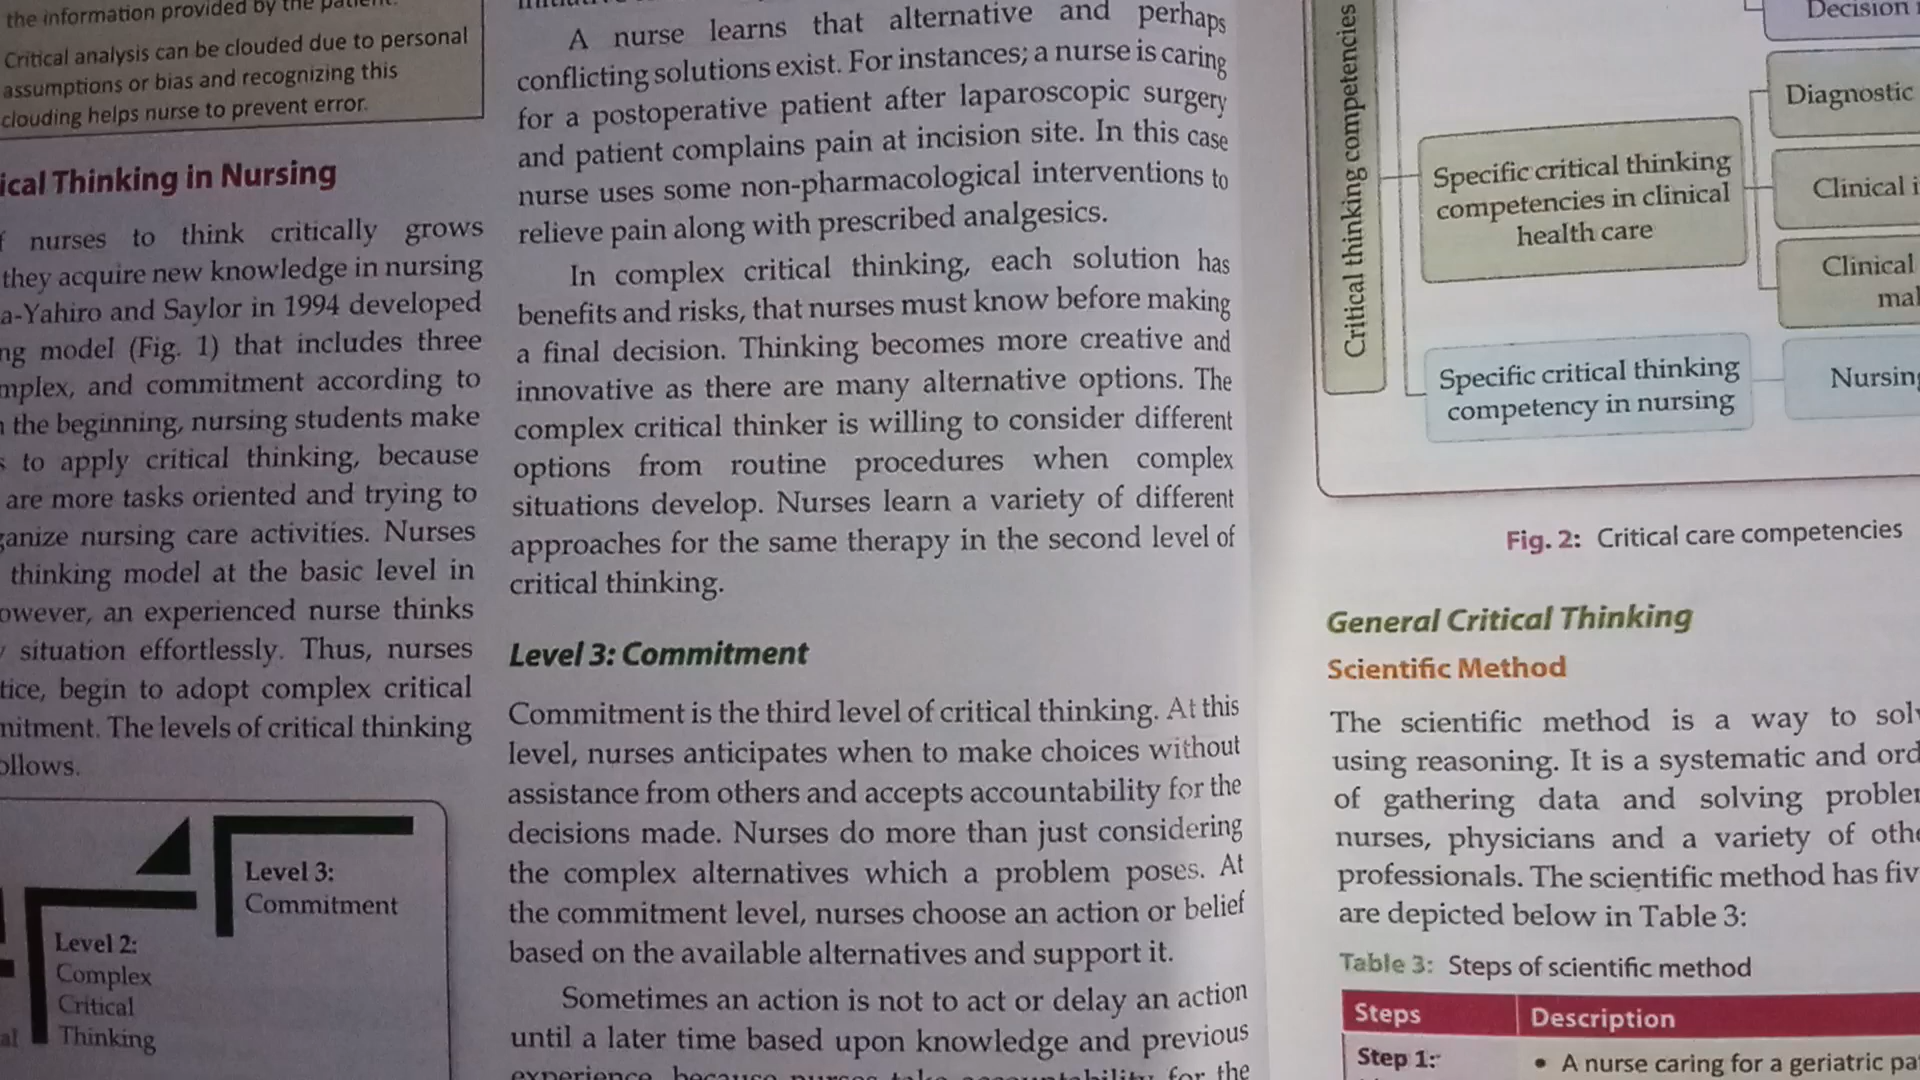 the information provided by the patient.
Critical analysis can be clouded due to personal
assumptions or bias and recognizing this
clouding helps nurse to prevent error.
ical Thinking in Nursing
nurses to think critically grows
they acquire new knowledge in nursing
a-Yahiro and Saylor in 1994 developed
ng model (Fig. 1) that includes three
mplex, and commitment according to
the beginning, nursing students make
to apply critical thinking, because
are more tasks oriented and trying to
ganize nursing care activities. Nurses
thinking model at the basic level in
owever, an experienced nurse thinks
situation effortlessly. Thus, nurses
tice, begin to adopt complex critical
mitment. The levels of critical thinking
ollows.
Level 3:
Commitment
Level 2:
Complex
Critical
Thinking
al
A nurse learns that alternative and perhaps
conflicting solutions exist. For instances; a nurse is caring
for a postoperative patient after laparoscopic surgery
and patient complains pain at incision site. In this case
nurse uses some non-pharmacological interventions to
relieve pain along with prescribed analgesics.
In complex critical thinking, each solution has
benefits and risks, that nurses must know before making
a final decision. Thinking becomes more creative and
innovative as there are many alternative options. The
complex critical thinker is willing to consider different
options from routine procedures when complex
situations develop. Nurses learn a variety of different
approaches for the same therapy in the second level of
critical thinking.
Level 3: Commitment
Commitment is the third level of critical thinking. At this
level, nurses anticipates when to make choices without
assistance from others and accepts accountability for the
decisions made. Nurses do more than just considering
the complex alternatives which a problem poses. At
the commitment level, nurses choose an action or belief
based on the available alternatives and support it.
Sometimes an action is not to act or delay an action
until a later time based upon knowledge and previous
experience, because nurses take accountability for the
Critical thinking competencies
Decision
Diagnostic
Specific critical thinking
competencies in clinical
health care
Clinical i
Clinical
mak
Specific critical thinking
competency in nursing
Nursing
Fig. 2: Critical care competencies
General Critical Thinking
Scientific Method
The scientific method is a way to solv
using reasoning. It is a systematic and ord
of gathering data and solving problem
nurses, physicians and a variety of othe
professionals. The scientific method has fiv
are depicted below in Table 3:
Table 3: Steps of scientific method
Steps Description
Step 1: • A nurse caring for a geriatric pa